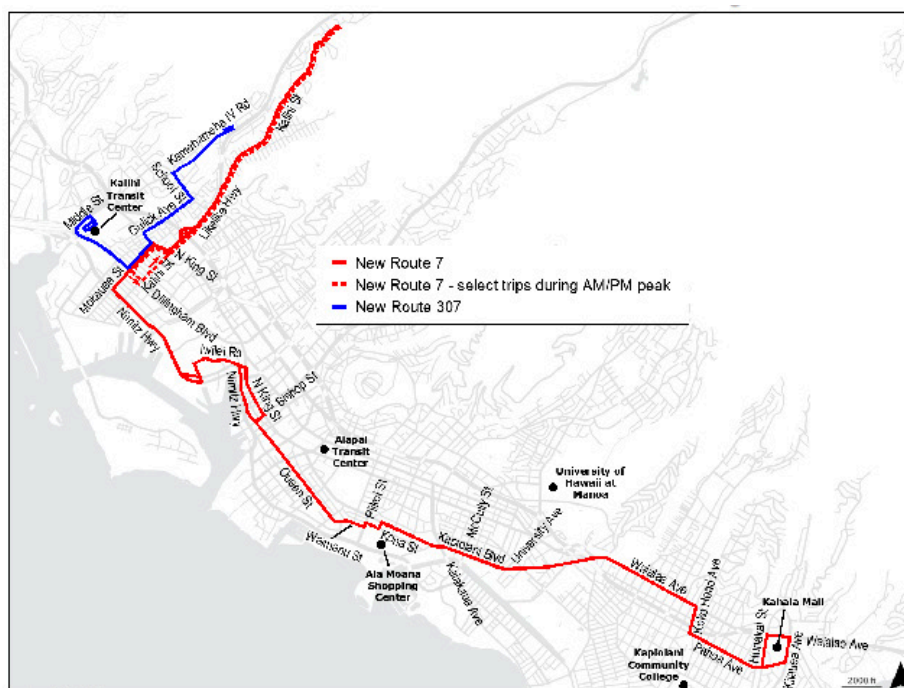 Kalihi St
Kamehameha IV Rd
School St
Kalihi
Transit
Center
Middle St
Gulick Ave
Likelike Hwy
N King St
Mokauea St
Kalihi St
Dillingham Blvd
Nimitz Hwy
New Route 7
New Route 7 - select trips during AM/PM peak
New Route 307
Iwilei Rd
Bishop St
N King St
Nimitz Hwy
Alapai
Transit
Center
University of
Hawaii at
Manoa
Queen St
Piikoi St
McCully St
University Ave
Waimanu St
Kona St
Kapiolani Blvd
Ala Moana
Shopping
Center
Kalakaua Ave
Waialae Ave
Koko Head Ave
Kahala Mall
Hunakai St
Waialae Ave
Kilauea Ave
Pahoa Ave
Kapiolani
Community
College
2000 ft